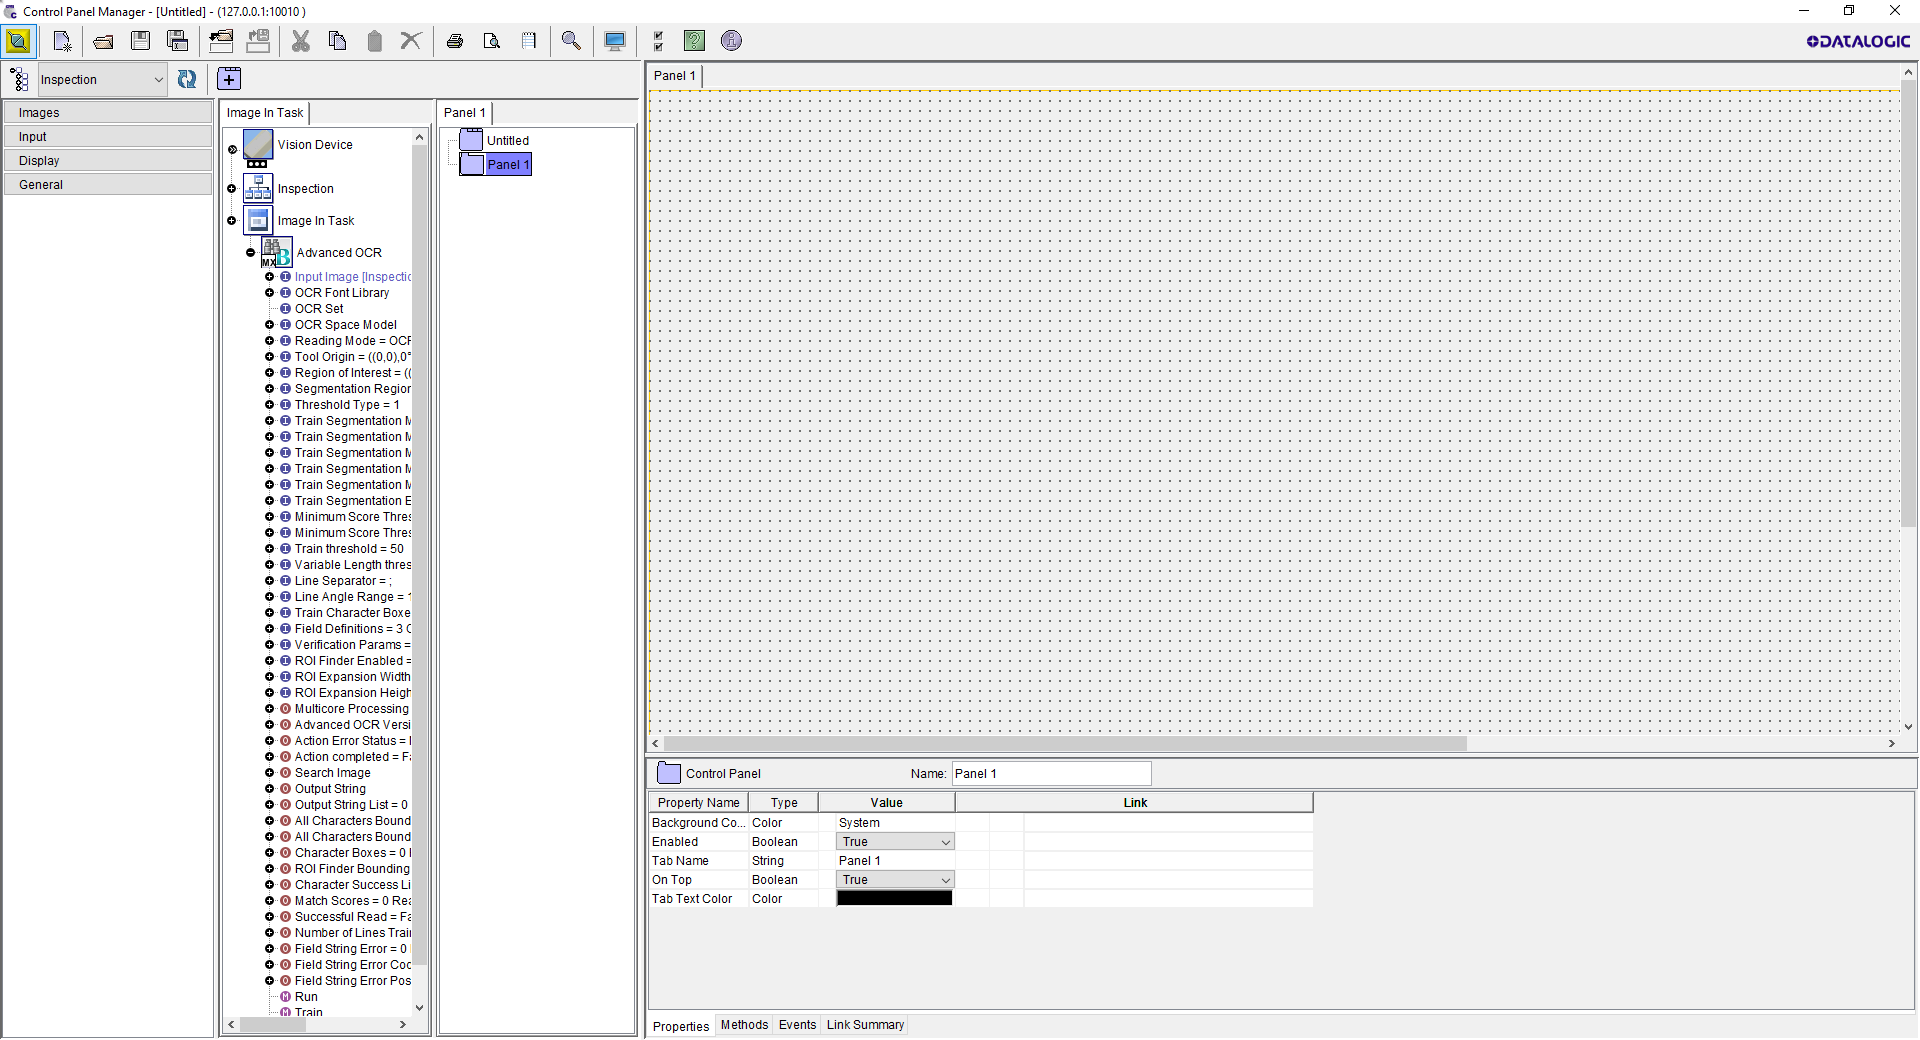 Control Panel Manager - [Untitled] - (127.0.0.1:10010 )
DATALOGIC
Inspection
Images
Input
Display
General
Image In Task
Vision Device
Inspection
Image In Task
Advanced OCR
MX
Input Image [Inspectic
OCR Font Library
OCR Set
OCR Space Model
Reading Mode = OCF
Tool Origin = ((0,0),0°
Region of Interest = ((
Segmentation Region
Threshold Type = 1
Train Segmentation M
Train Segmentation M
Train Segmentation M
Train Segmentation M
Train Segmentation M
Train Segmentation E
Minimum Score Thres
Minimum Score Thres
Train threshold = 50
Variable Length thres
Line Separator = ;
Line Angle Range = 1
Train Character Boxe
Field Definitions = 3 C
Verification Params =
ROI Finder Enabled =
ROI Expansion Width
ROI Expansion Heigh
Multicore Processing
Advanced OCR Versi
Action Error Status = I
Action completed = Fa
Search Image
Output String
Output String List = 0
All Characters Bound
All Characters Bound
Character Boxes = 0 I
ROI Finder Bounding
Character Success Li
Match Scores = 0 Rea
Successful Read = Fa
Number of Lines Trai
Field String Error = 0
Field String Error Coc
Field String Error Pos
Run
Train
Panel 1
Untitled
Panel 1
Panel 1
Control Panel Name: Panel 1
Property Name Type Value Link
Background Co... Color System
Enabled Boolean True
Tab Name String Panel 1
On Top Boolean True
Tab Text Color Color
Properties Methods Events Link Summary